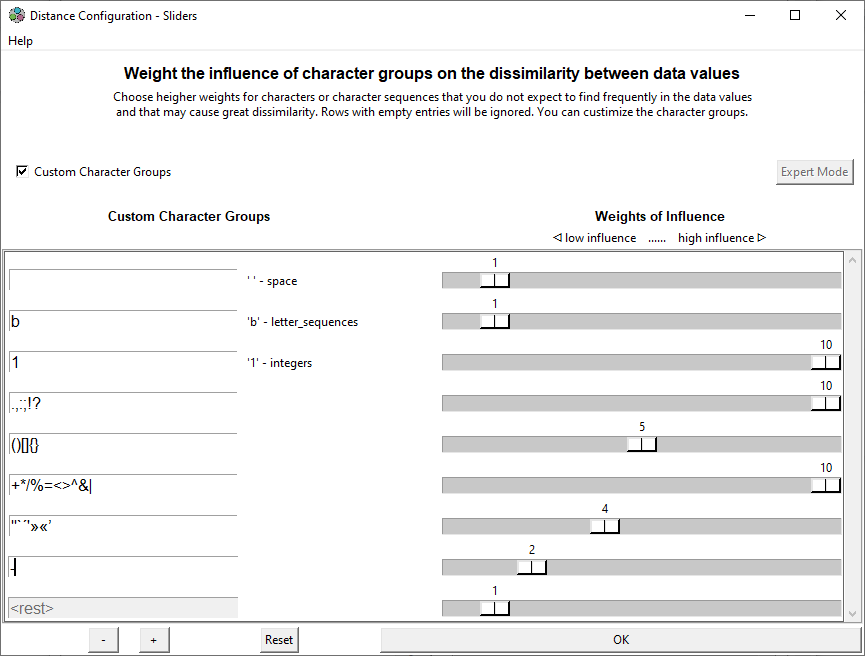 Distance Configuration - Sliders
Help
Weight the influence of character groups on the dissimilarity between data values
Choose heigher weights for characters or character sequences that you do not expect to find frequently in the data values
and that may cause great dissimilarity. Rows with empty entries will be ignored. You can custimize the character groups.
Custom Character Groups
Expert Mode
Custom Character Groups Weights of Influence
◁ low influence ...... high influence ▷
1
' ' - space
1
b 'b' - letter_sequences
10
1 '1' - integers
10
.,:;!?
5
()[]{}
10
+*/%=<>^&|
4
"`´'»«’
2
-
1
<rest>
- + Reset OK